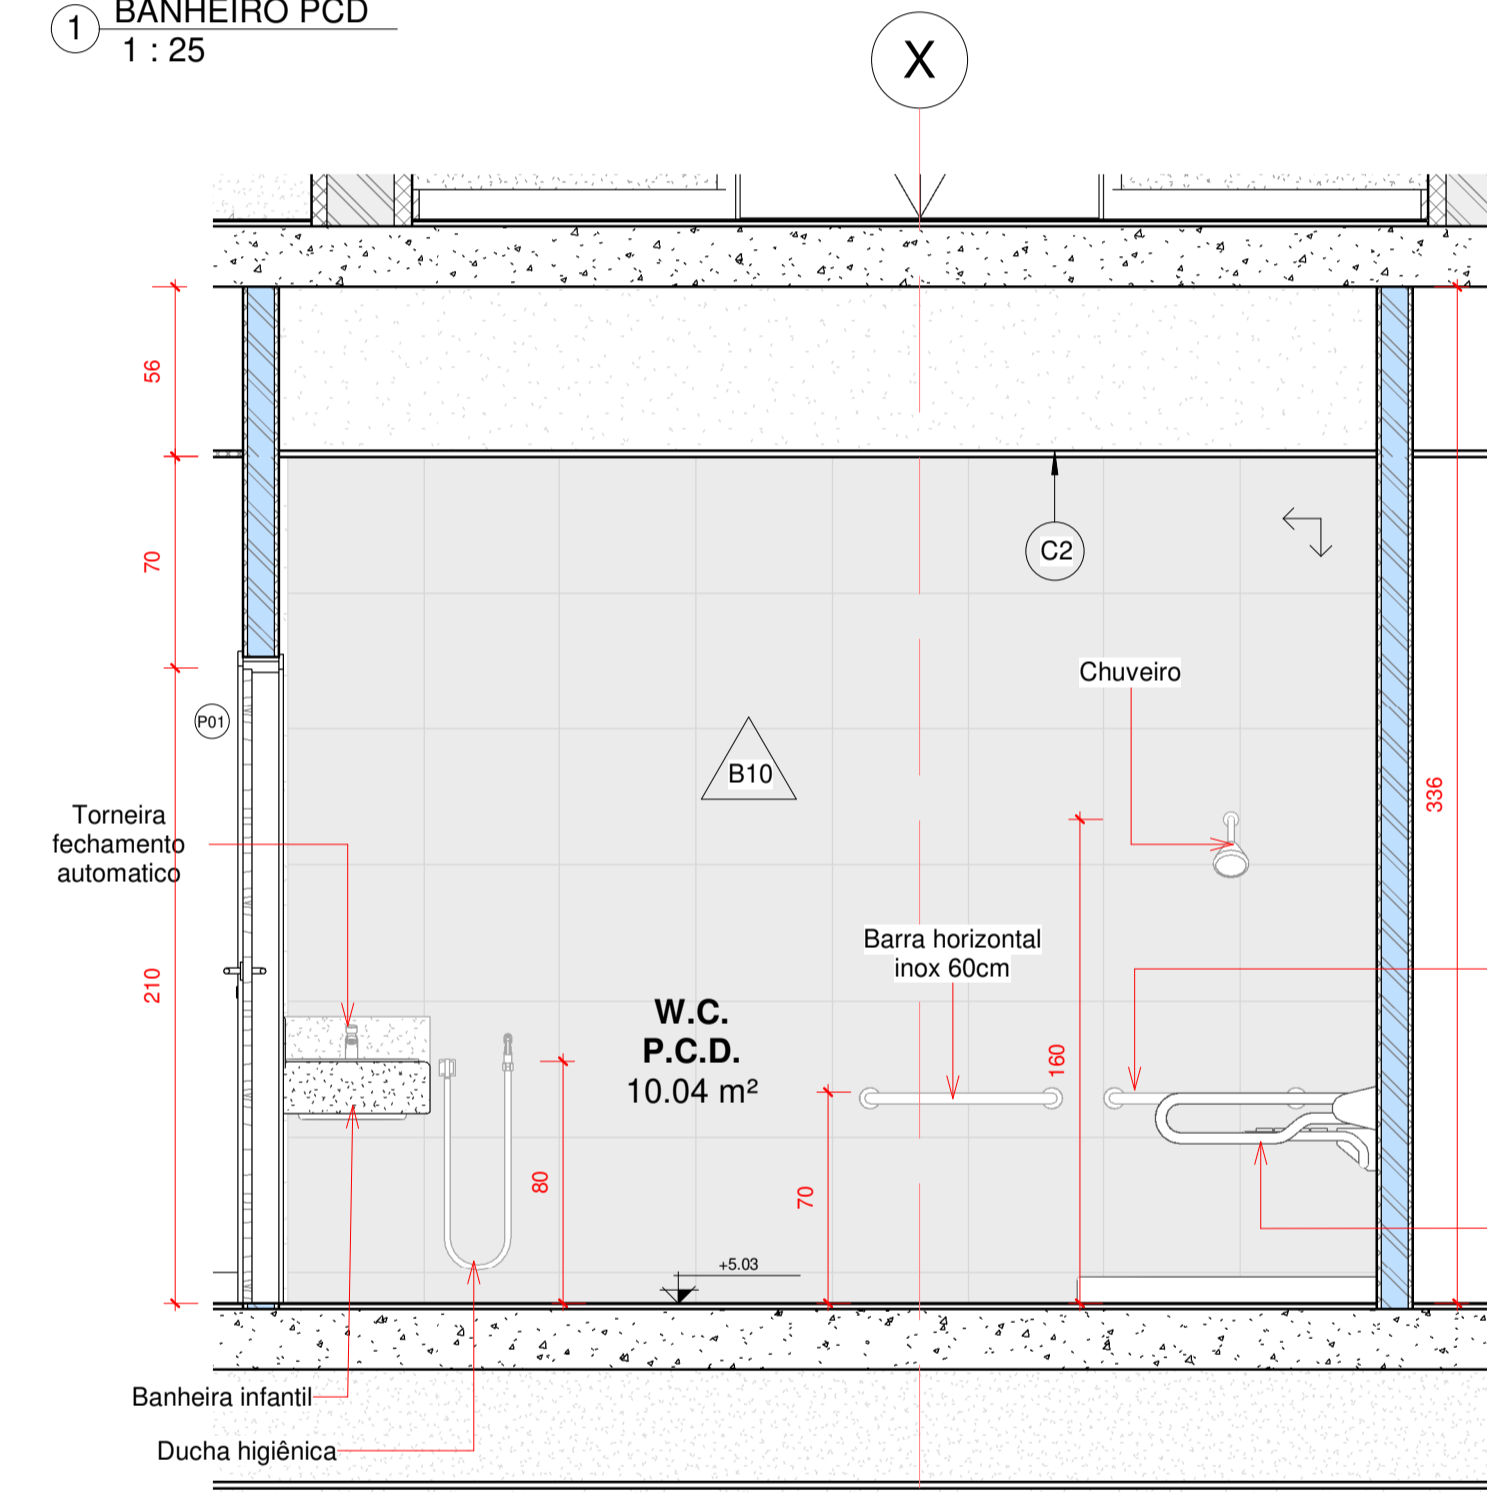 1
BANHEIRO PCD
1 : 25
X
56
70
210
336
C2
P01
B10
Chuveiro
Torneira
fechamento
automatico
Barra horizontal
inox 60cm
W.C.
P.C.D.
10.04 m²
160
80
70
+5.03
Banheira infantil
Ducha higiênica